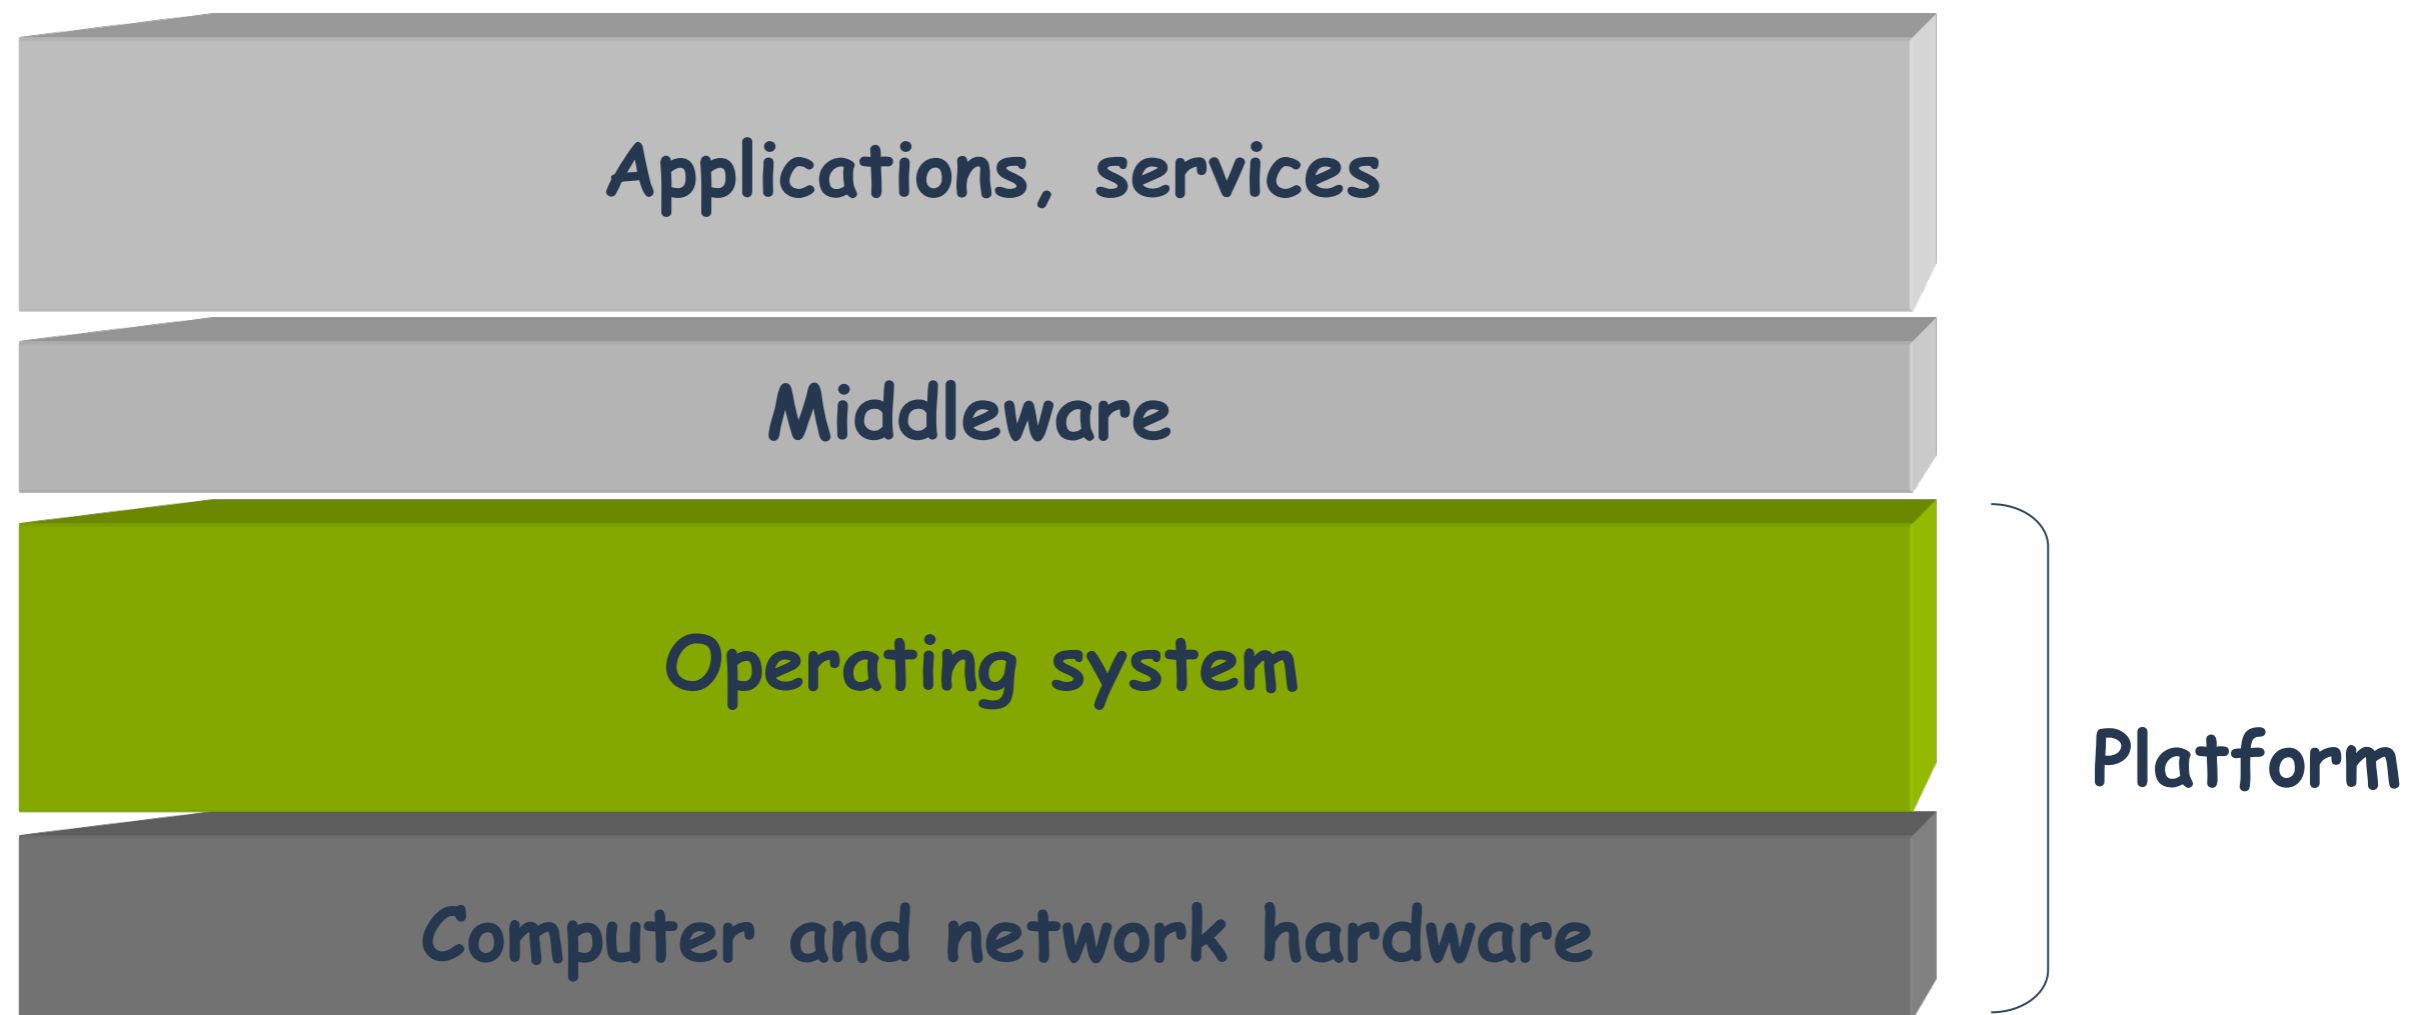 Applications, services
Middleware
Operating system
Platform
Computer and network hardware